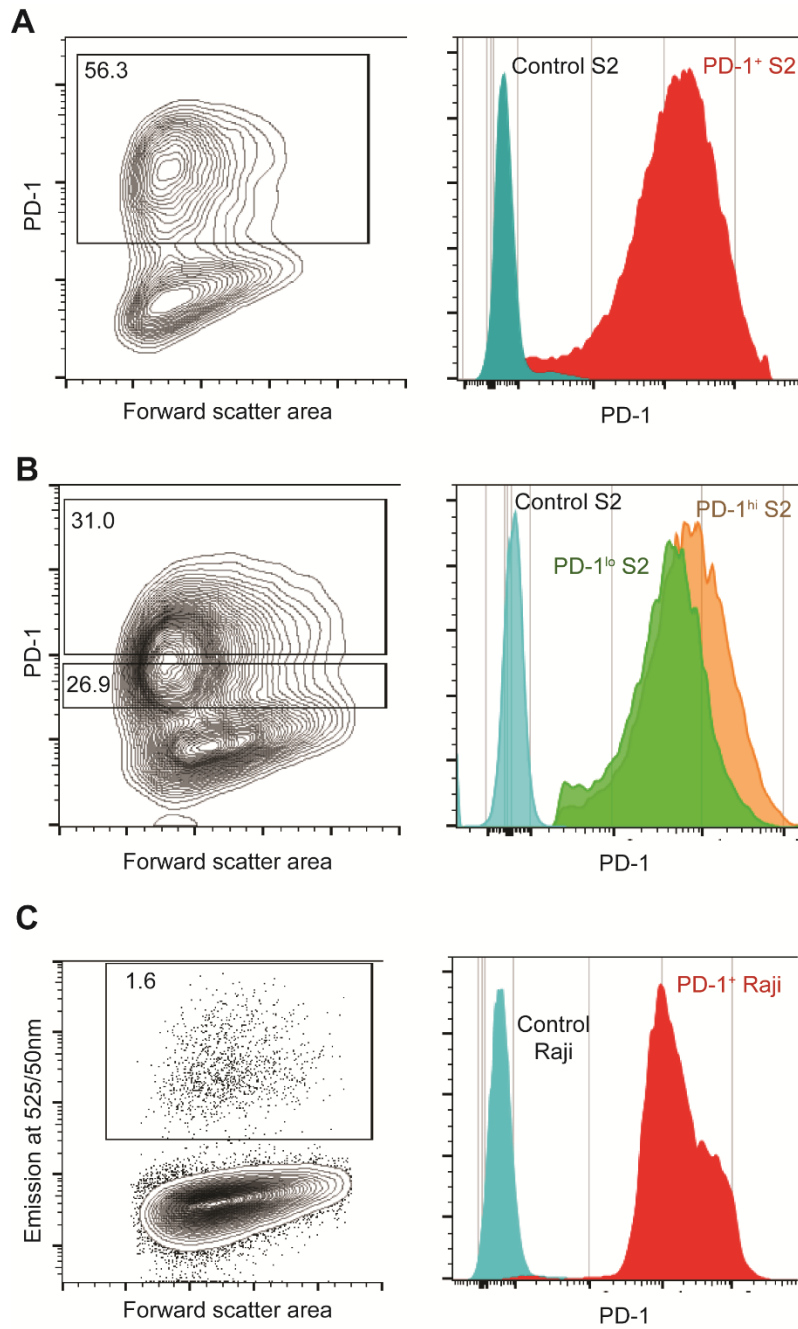 A
56.3
PD-1
Forward scatter area
Control S2
PD-1⁺ S2
PD-1
B
31.0
26.9
PD-1
Forward scatter area
Control S2
PD-1ʰⁱ S2
PD-1ˡᵒ S2
PD-1
C
1.6
Emission at 525/50nm
Forward scatter area
Control
Raji
PD-1⁺ Raji
PD-1